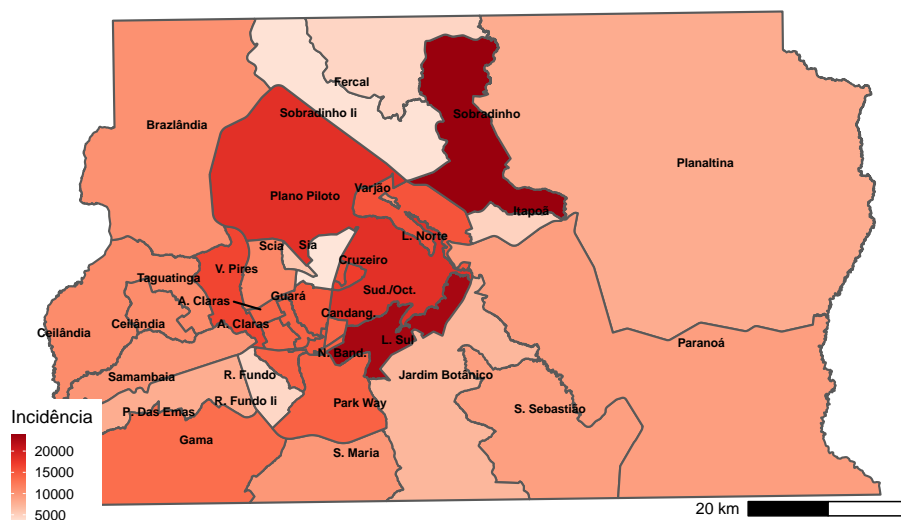 Fercal
Sobradinho Ii
Sobradinho
Brazlândia
Planaltina
Varjão
Plano Piloto
Itapoã
L. Norte
Scia
Sia
Cruzeiro
V. Pires
Taguatinga
Sud./Oct.
Guará
A. Claras
Candang.
Ceilândia
Ceilândia
A. Claras
L. Sul
Paranoá
N. Band.
R. Fundo
Jardim Botânico
Samambaia
R. Fundo Ii
Park Way
P. Das Emas
S. Sebastião
Gama
S. Maria
Incidência
20000
15000
10000
5000
20 km